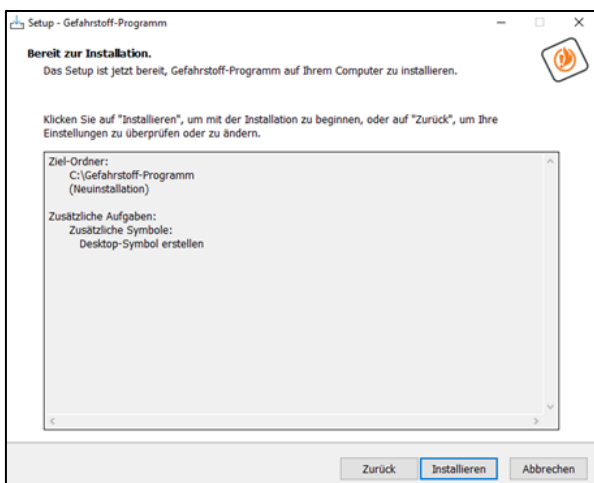 Setup - Gefahrstoff-Programm
Bereit zur Installation.
Das Setup ist jetzt bereit, Gefahrstoff-Programm auf Ihrem Computer zu installieren.
Klicken Sie auf "Installieren", um mit der Installation zu beginnen, oder auf "Zurück", um Ihre
Einstellungen zu überprüfen oder zu ändern.
Ziel-Ordner:
C:\Gefahrstoff-Programm
(Neuinstallation)
Zusätzliche Aufgaben:
Zusätzliche Symbole:
Desktop-Symbol erstellen
Zurück Installieren Abbrechen